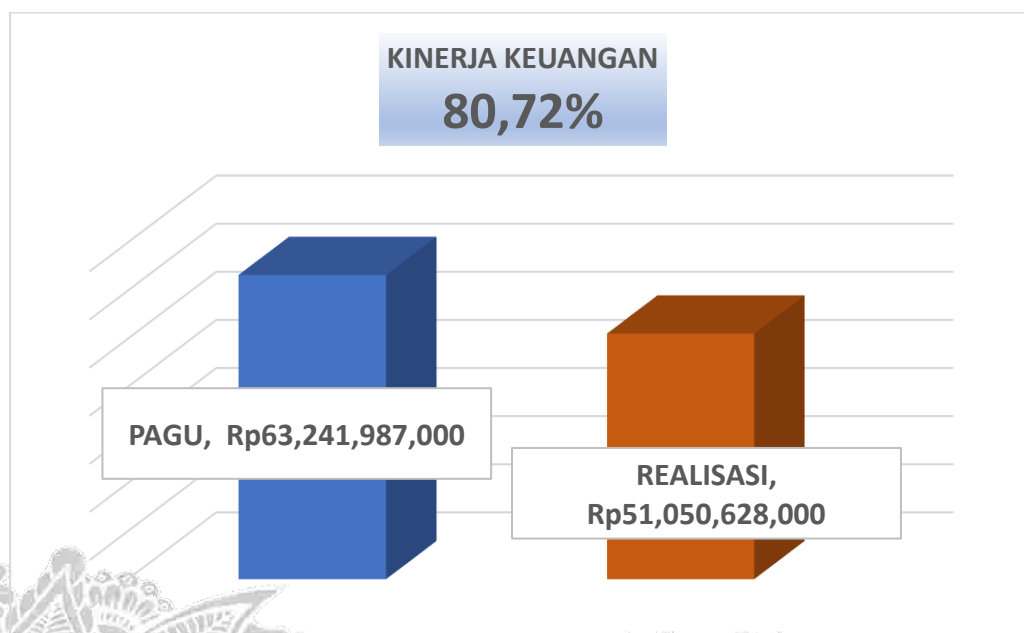 KINERJA KEUANGAN
80,72%
PAGU,  Rp63,241,987,000
REALISASI,
Rp51,050,628,000